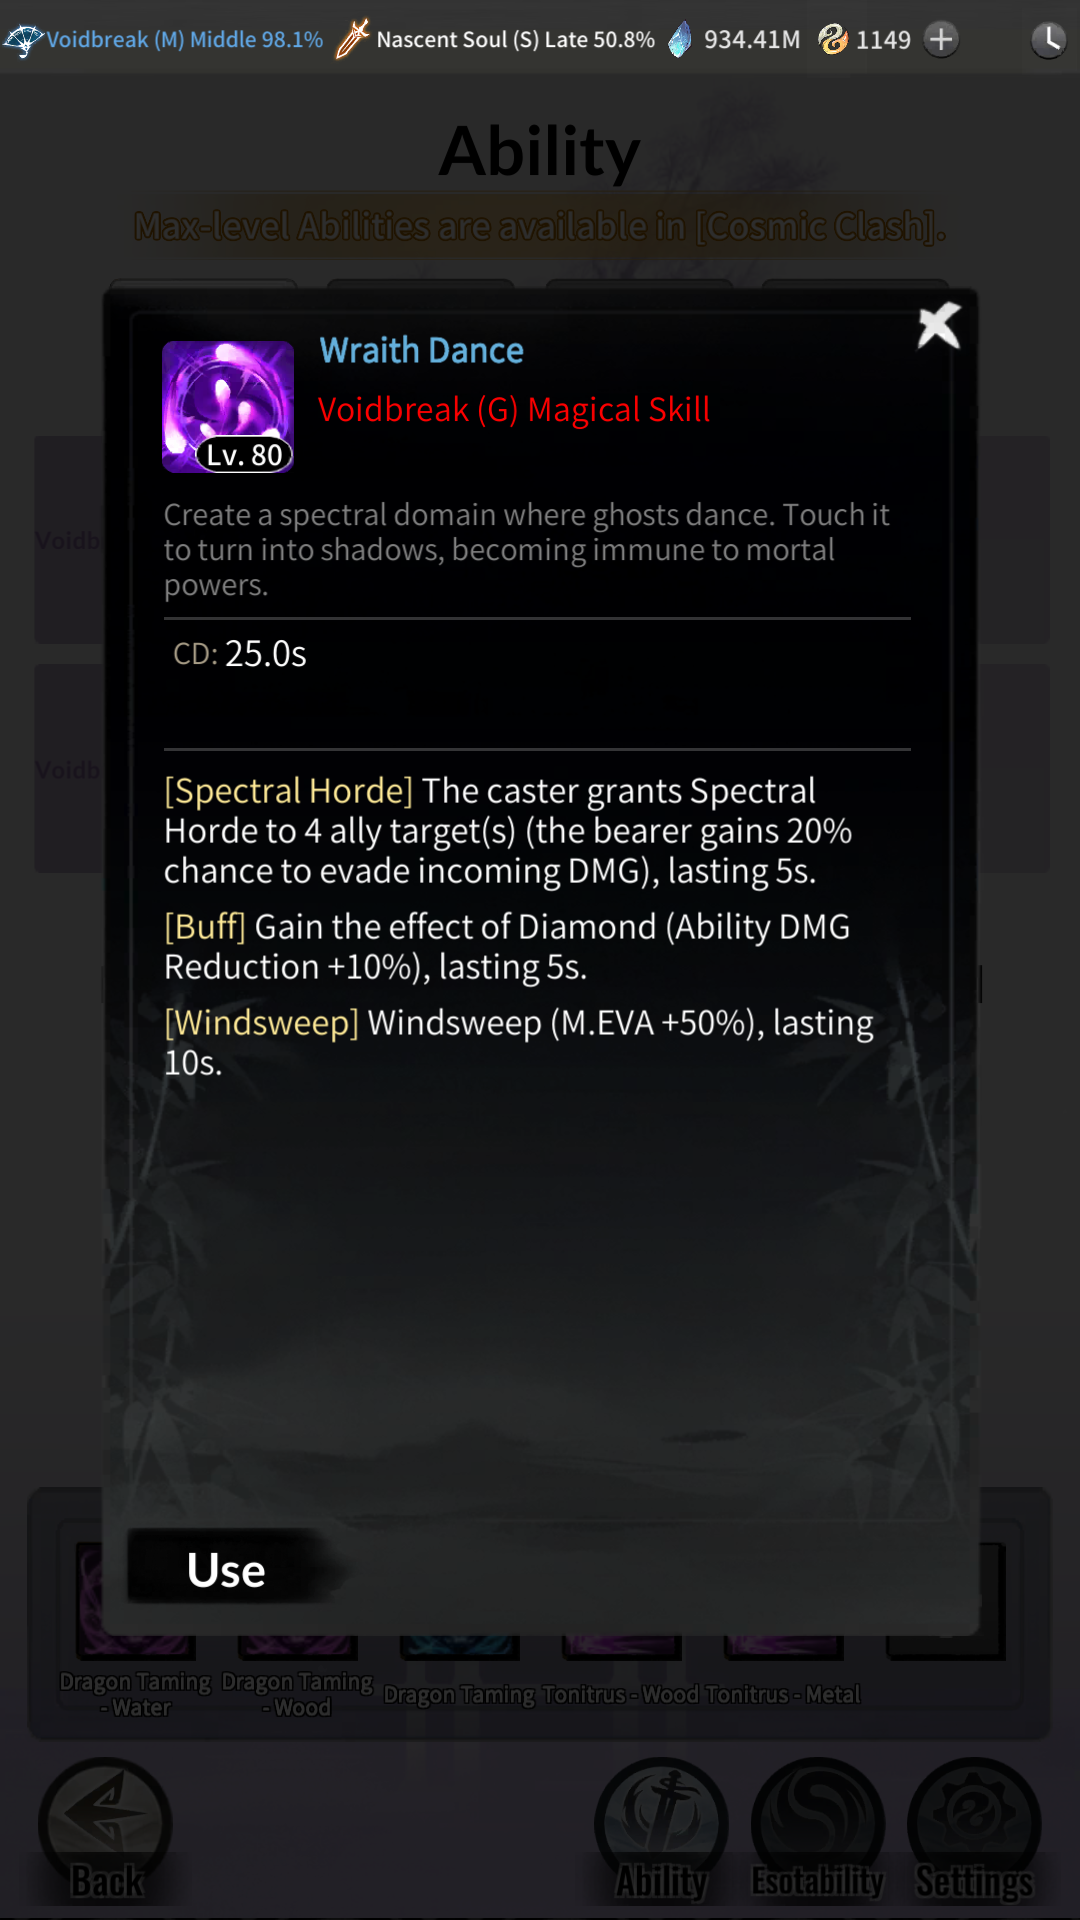 Voidbreak (M) Middle 98.1% Nascent Soul (S) Late 50.8% 934.41M 1149
Ability
Max-level Abilities are available in [Cosmic Clash].
Wraith Dance
Voidbreak (G) Magical Skill
Lv. 80
Create a spectral domain where ghosts dance. Touch it
to turn into shadows, becoming immune to mortal
powers.
Voidb
CD: 25.0s
Voidb
[Spectral Horde] The caster grants Spectral
Horde to 4 ally target(s) (the bearer gains 20%
chance to evade incoming DMG), lasting 5s.
[Buff] Gain the effect of Diamond (Ability DMG
Reduction +10%), lasting 5s.
[Windsweep] Windsweep (M.EVA +50%), lasting
10s.
Use
Dragon Taming
- Water
Dragon Taming
- Wood
Dragon Taming
Tonitrus - Wood
Tonitrus - Metal
Back
Ability
Esotability
Settings